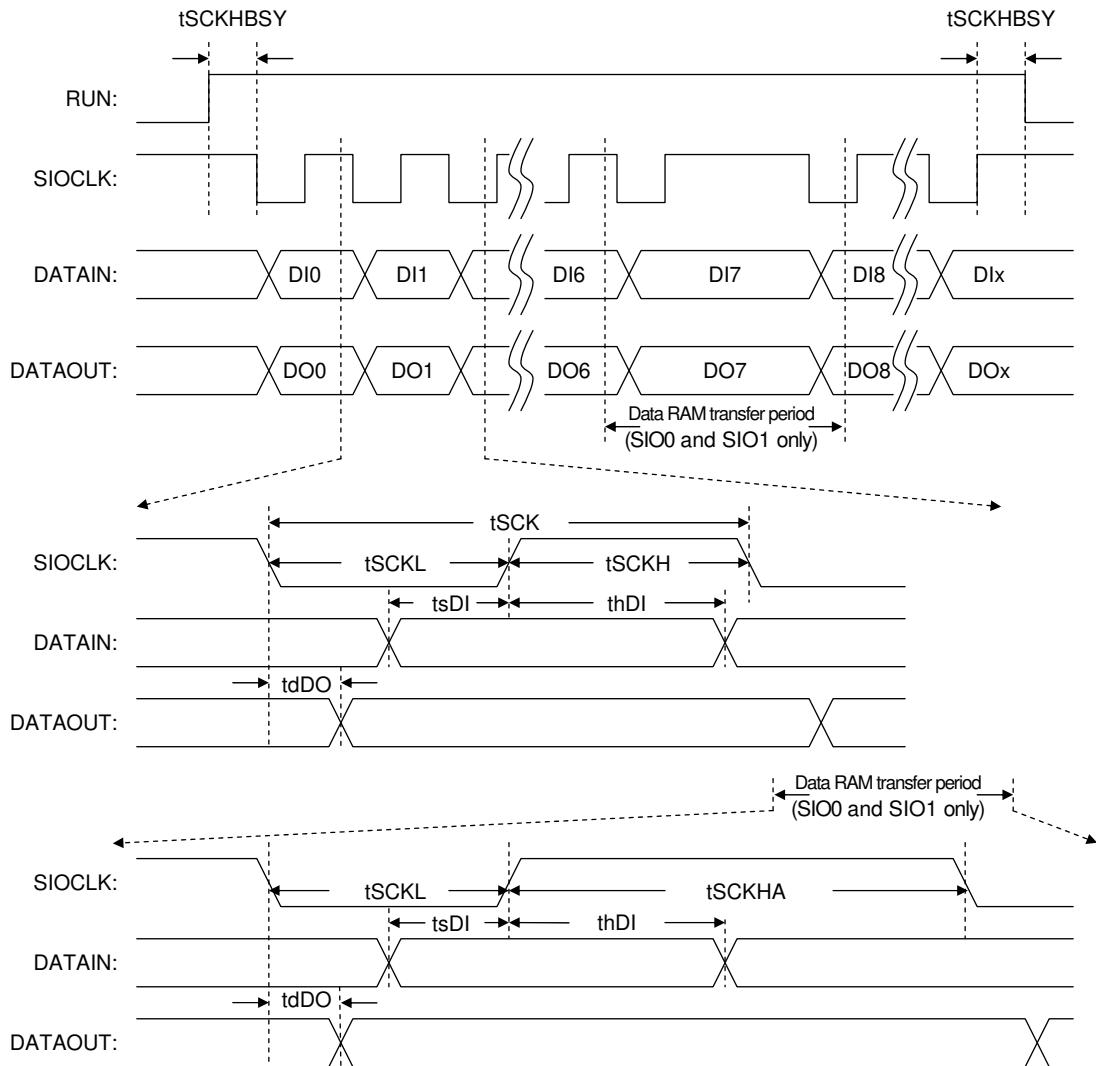 tSCKHBSY tSCKHBSY
RUN:
SIOCLK:
DATAIN: DI0 DI1 DI6 DI7 DI8 DIx
DATAOUT: DO0 DO1 DO6 DO7 DO8 DOx
Data RAM transfer period
(SIO0 and SIO1 only)
tSCK
SIOCLK: tSCKL tSCKH
tsDI thDI
DATAIN:
tdDO
DATAOUT:
Data RAM transfer period
(SIO0 and SIO1 only)
SIOCLK: tSCKL tSCKHA
tsDI thDI
DATAIN:
tdDO
DATAOUT: